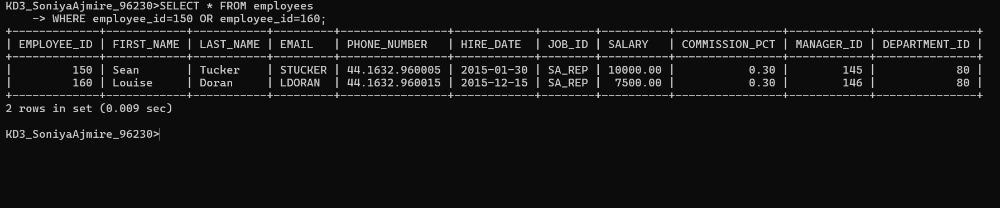 KD3_SoniyaAjmire_96230>SELECT * FROM employees
    -> WHERE employee_id=150 OR employee_id=160;
+-------------+------------+-----------+---------+----------------+------------+--------+----------+----------------+------------+---------------+
| EMPLOYEE_ID | FIRST_NAME | LAST_NAME | EMAIL   | PHONE_NUMBER   | HIRE_DATE  | JOB_ID | SALARY   | COMMISSION_PCT | MANAGER_ID | DEPARTMENT_ID |
+-------------+------------+-----------+---------+----------------+------------+--------+----------+----------------+------------+---------------+
|         150 | Sean       | Tucker    | STUCKER | 44.1632.960005 | 2015-01-30 | SA_REP | 10000.00 |           0.30 |        145 |            80 |
|         160 | Louise     | Doran     | LDORAN  | 44.1632.960015 | 2015-12-15 | SA_REP |  7500.00 |           0.30 |        146 |            80 |
+-------------+------------+-----------+---------+----------------+------------+--------+----------+----------------+------------+---------------+
2 rows in set (0.009 sec)
KD3_SoniyaAjmire_96230>